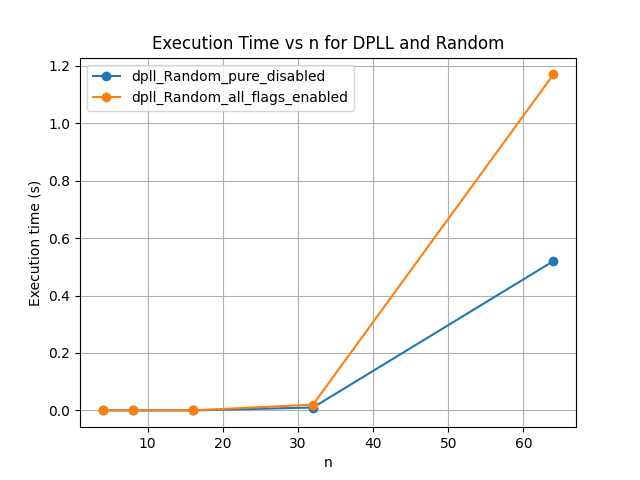 Execution Time vs n for DPLL and Random
dpll_Random_pure_disabled
dpll_Random_all_flags_enabled
Execution time (s)
1.2
1.0
0.8
0.6
0.4
0.2
0.0
10 20 30 40 50 60
n